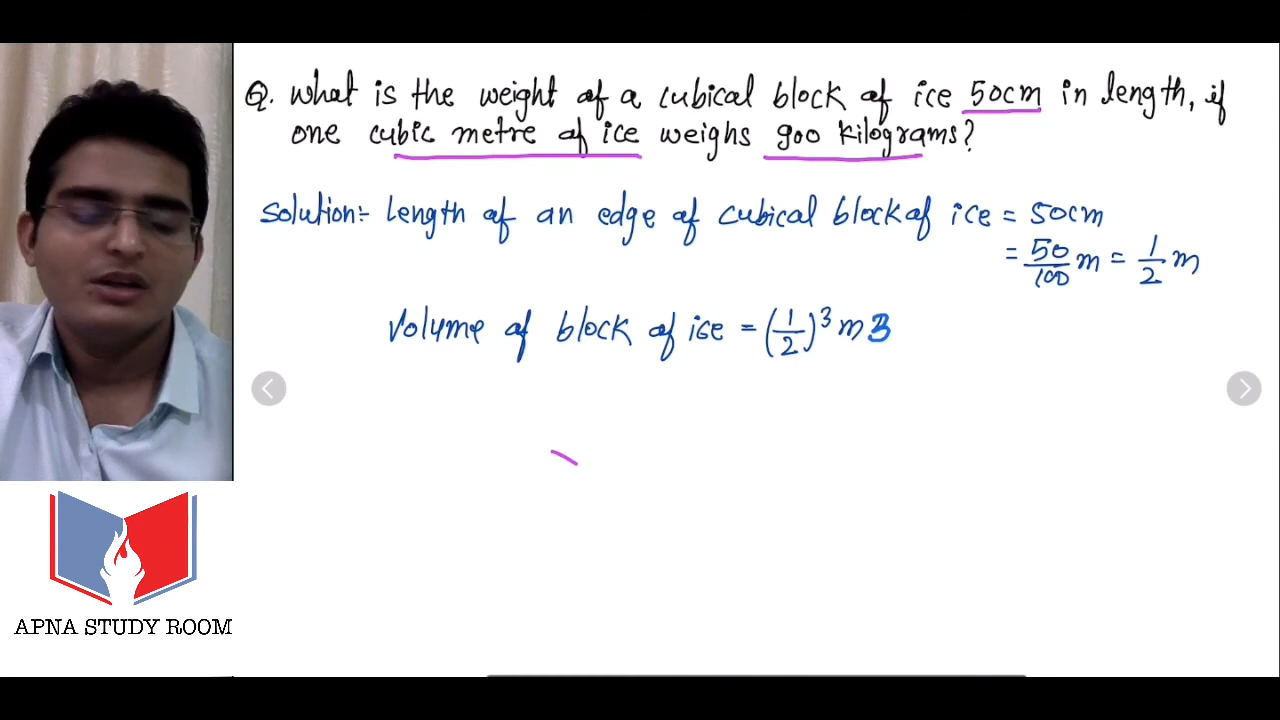 Q. What is the weight of a cubical block of ice 50cm in length, if
one cubic metre of ice weighs 900 kilograms?
Solution:- Length of an edge of cubical block of ice = 50cm
= 50/100 m = 1/2 m
Volume of block of ice = (1/2)³ m3
APNA STUDY ROOM